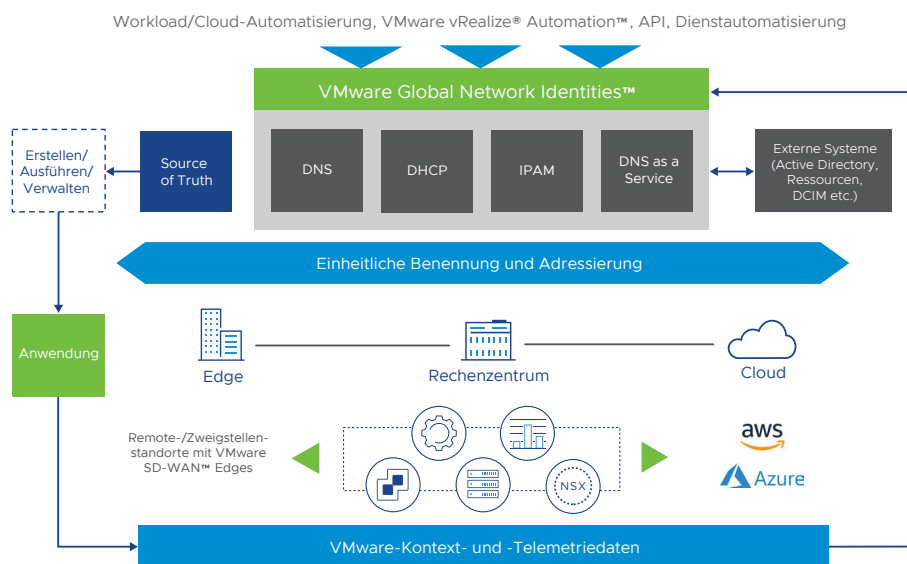 Workload/Cloud-Automatisierung, VMware vRealize® Automation™, API, Dienstautomatisierung
VMware Global Network Identities™
Erstellen/
Ausführen/
Verwalten
Source
of Truth
DNS
DHCP
IPAM
DNS as a
Service
Externe Systeme
(Active Directory,
Ressourcen,
DCIM etc.)
Einheitliche Benennung und Adressierung
Anwendung
Edge
Rechenzentrum
Cloud
Remote-/Zweigstellen-
standorte mit VMware
SD-WAN™ Edges
NSX
aws
Azure
VMware-Kontext- und -Telemetriedaten